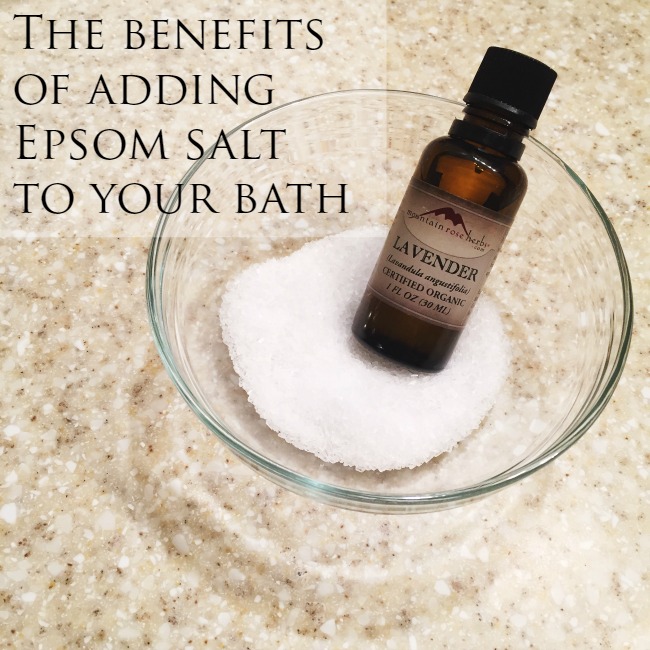 The benefits
of adding
Epsom salt
to your bath
mountain rose herbs
.com
LAVENDER
(Lavandula angustifolia)
CERTIFIED ORGANIC
1 FL OZ (30 ML)